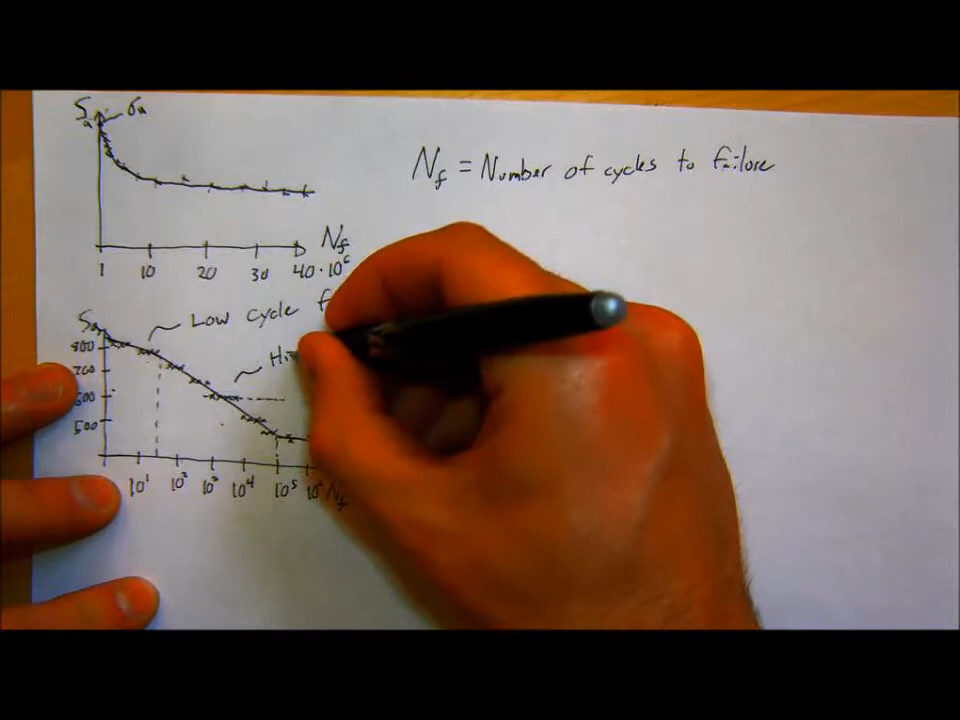 Sa σa
Nf = Number of cycles to failure
Nf
1 10 20 30 40·10⁶
Low cycle f
Sa
800
Hi
700
600
500
10¹ 10² 10³ 10⁴ 10⁵ 10⁶ Nf